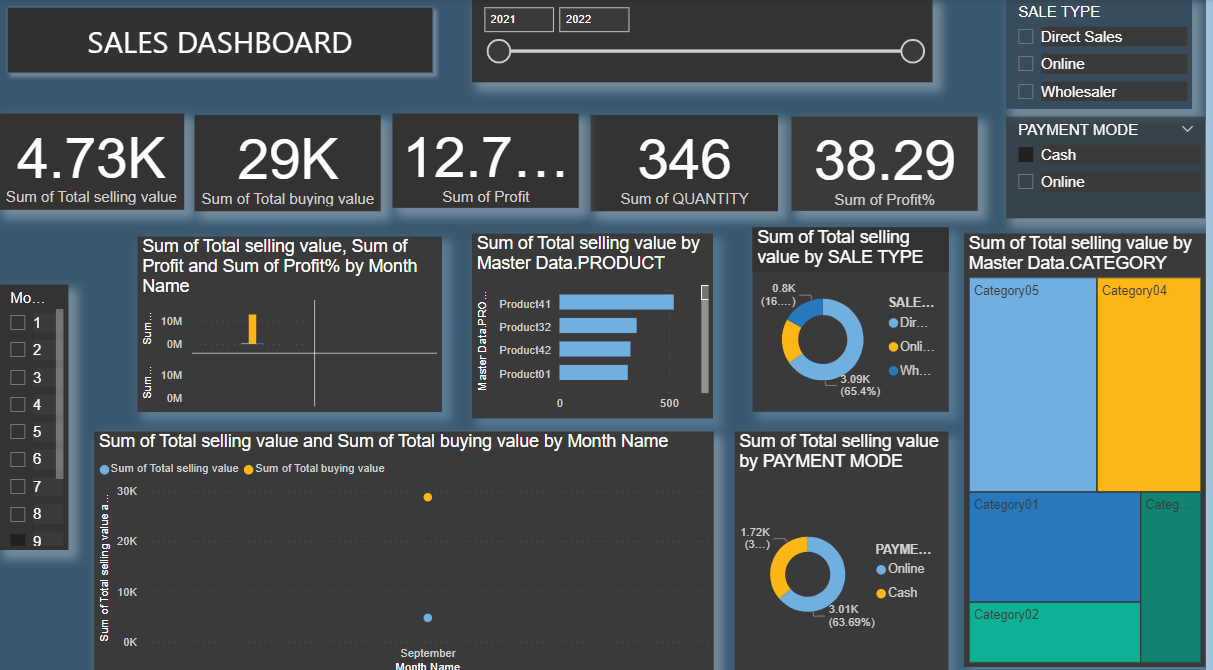 SALES DASHBOARD
2021
2022
SALE TYPE
Direct Sales
Online
Wholesaler
PAYMENT MODE
Cash
Online
4.73K
Sum of Total selling value
29K
Sum of Total buying value
12.7...
Sum of Profit
346
Sum of QUANTITY
38.29
Sum of Profit%
Mo...
1
2
3
4
5
6
7
8
9
Sum of Total selling value, Sum of
Profit and Sum of Profit% by Month
Name
Sum...
10M
0M
Sum...
10M
0M
Sum of Total selling value by
Master Data.PRODUCT
Master Data.PRO...
Product41
Product32
Product42
Product01
0
500
Sum of Total selling
value by SALE TYPE
0.8K
(16....)
3.09K
(65.4%)
SALE...
Dir...
Onli...
Wh...
Sum of Total selling value by
Master Data.CATEGORY
Category05
Category04
Category01
Categ...
Category02
Sum of Total selling value and Sum of Total buying value by Month Name
Sum of Total selling value
Sum of Total buying value
Sum of Total selling value a...
30K
20K
10K
0K
September
Month Name
Sum of Total selling value
by PAYMENT MODE
1.72K
(3...)
3.01K
(63.69%)
PAYME...
Online
Cash